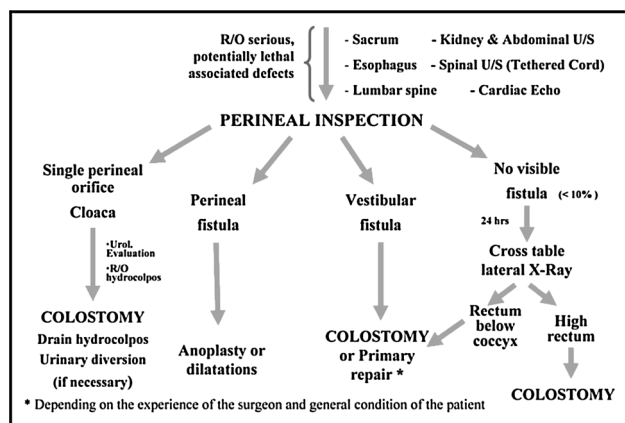 R/O serious,
potentially lethal
associated defects
- Sacrum
- Kidney & Abdominal U/S
- Esophagus
- Spinal U/S (Tethered Cord)
- Lumbar spine
- Cardiac Echo
PERINEAL INSPECTION
Single perineal
orifice
Cloaca
•Urol.
Evaluation
•R/O
hydrocolpos
COLOSTOMY
Drain hydrocolpos
Urinary diversion
(if necessary)
Perineal
fistula
Anoplasty or
dilatations
Vestibular
fistula
COLOSTOMY
or Primary
repair *
No visible
fistula (< 10%)
24 hrs
Cross table
lateral X-Ray
Rectum
below
coccyx
High
rectum
COLOSTOMY
* Depending on the experience of the surgeon and general condition of the patient